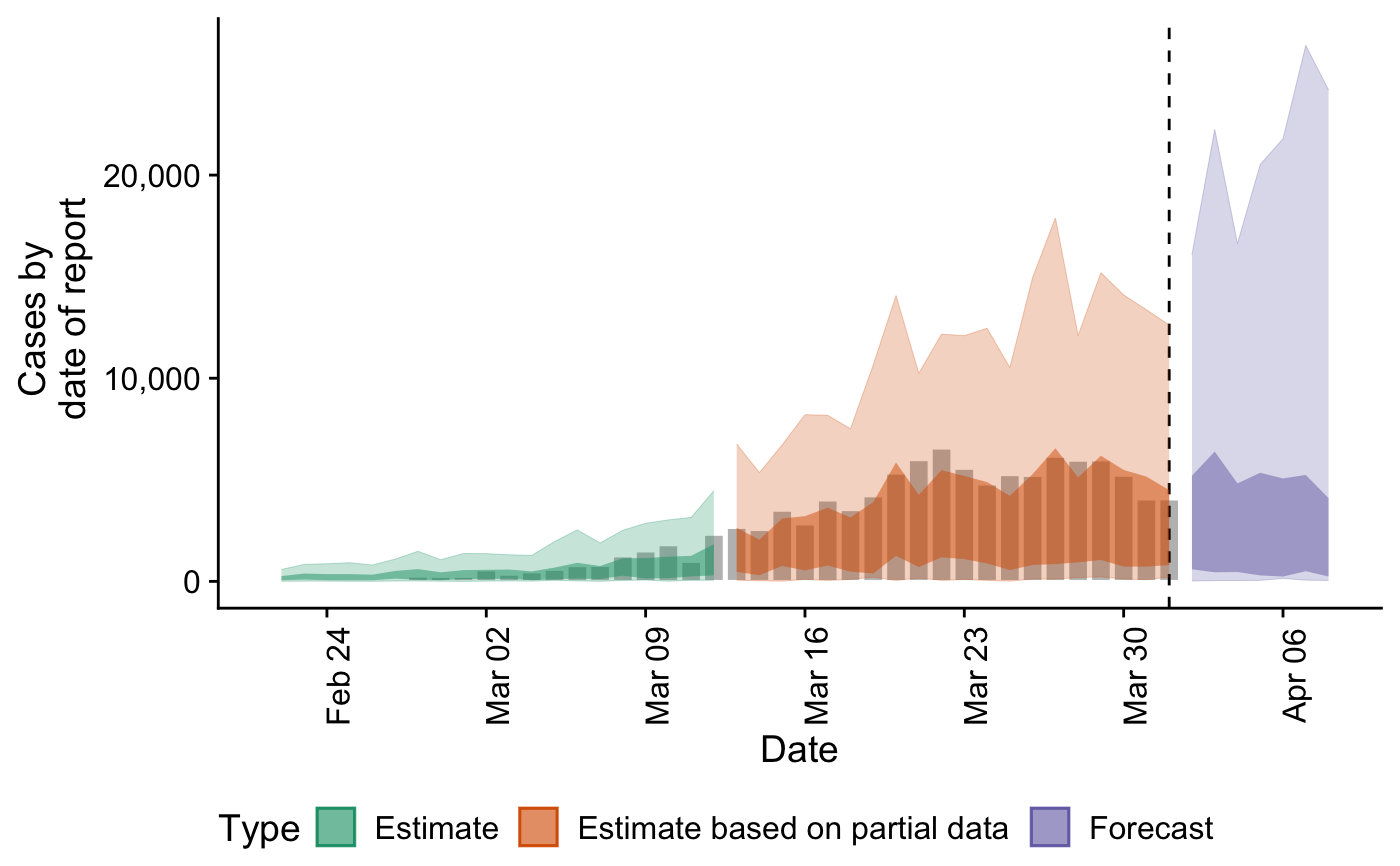 Cases by
date of report
20,000
10,000
0
Feb 24
Mar 02
Mar 09
Mar 16
Mar 23
Mar 30
Apr 06
Date
Type Estimate Estimate based on partial data Forecast